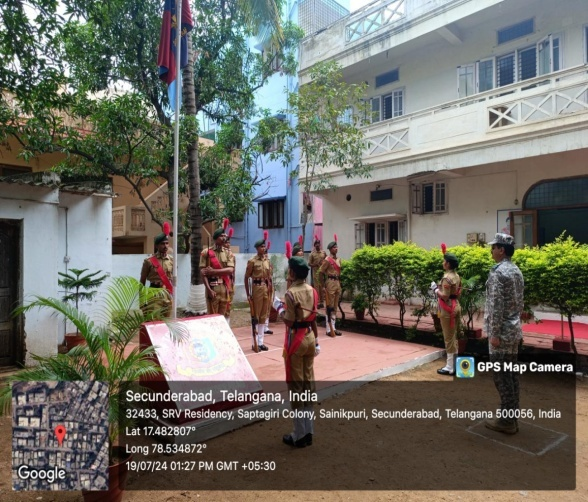 GPS Map Camera
Secunderabad, Telangana, India
32433, SRV Residency, Saptagiri Colony, Sainikpuri, Secunderabad, Telangana 500056, India
Lat 17.482807°
Long 78.534872°
19/07/24 01:27 PM GMT +05:30
Google